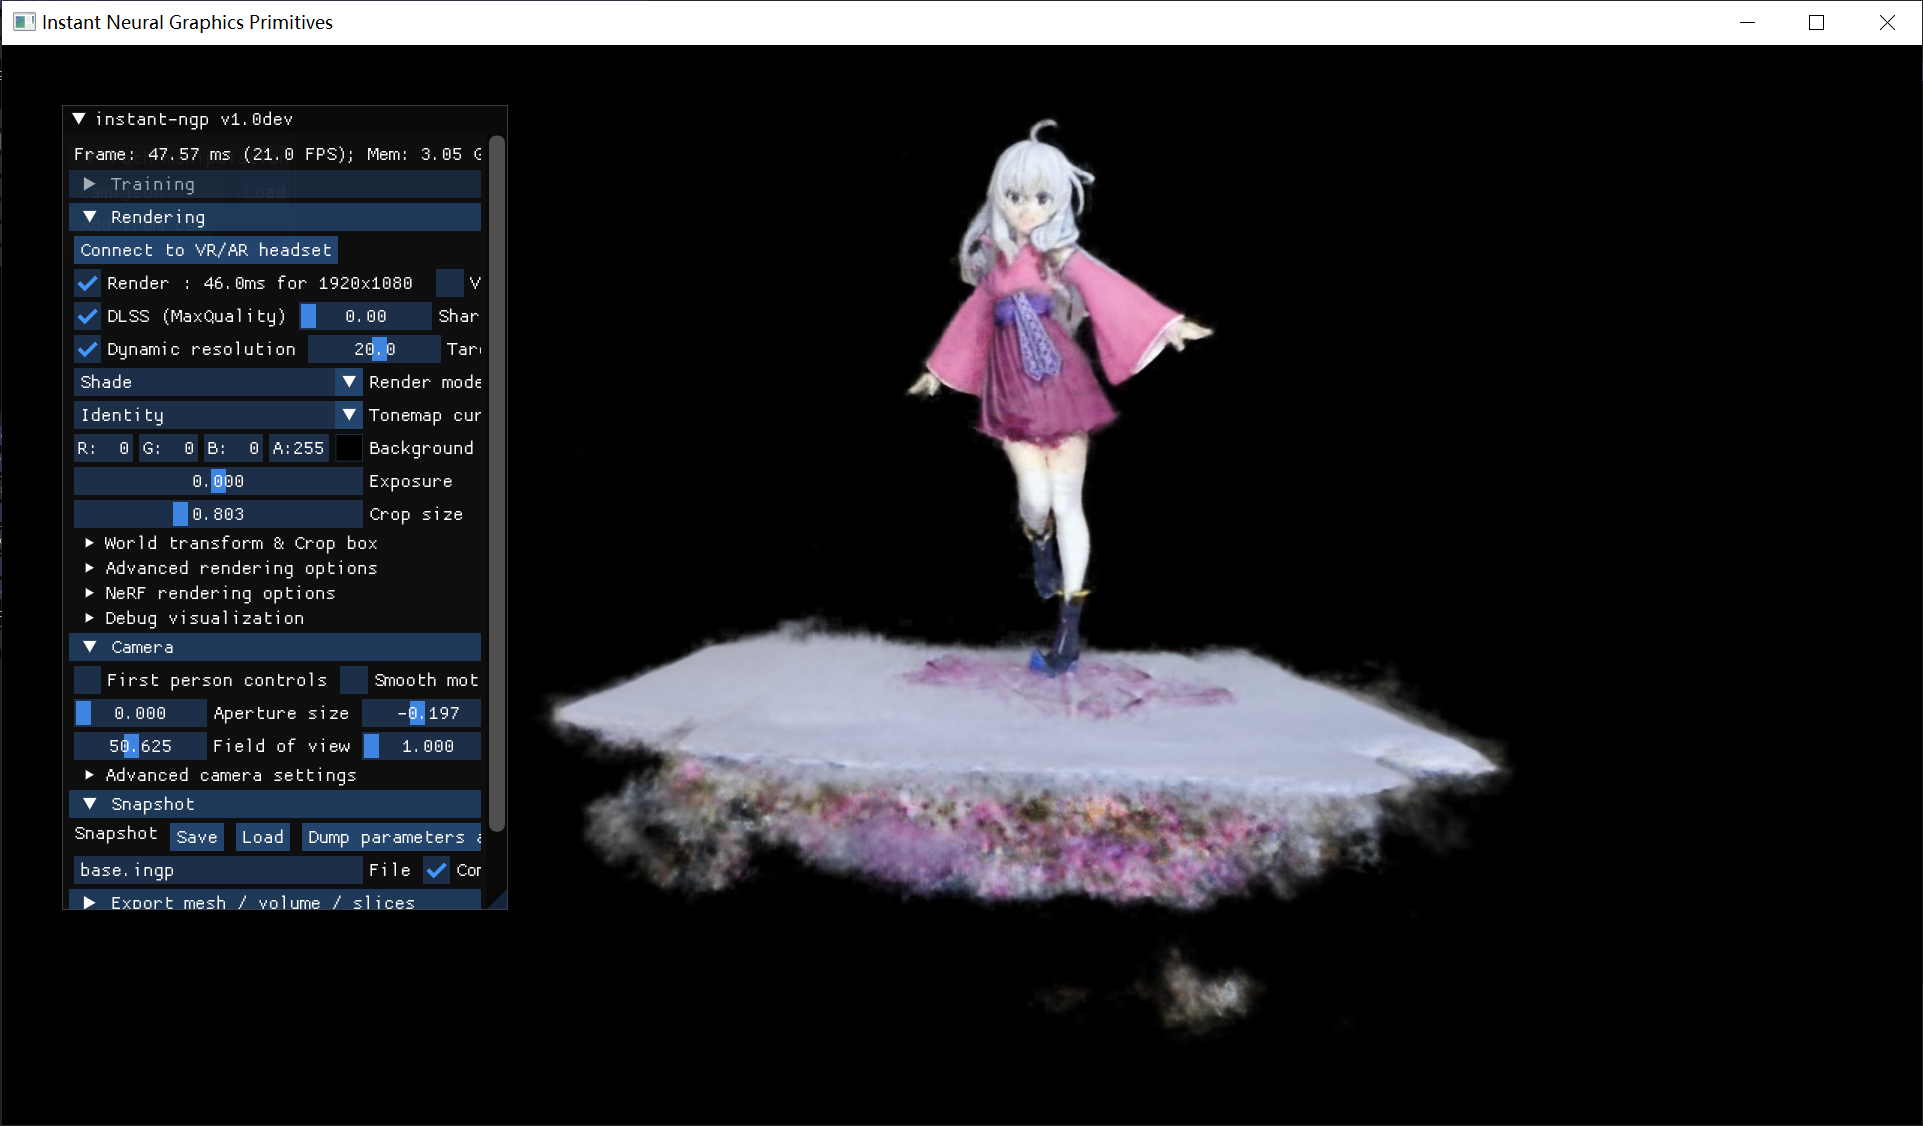 Instant Neural Graphics Primitives
instant-ngp v1.0dev
Frame: 47.57 ms (21.0 FPS); Mem: 3.05 G
Training
Load
Rendering
Connect to VR/AR headset
Render : 46.0ms for 1920x1080 V
DLSS (MaxQuality) 0.00 Shar
Dynamic resolution 20.0 Tar
Shade Render mode
Identity Tonemap cur
R: 0 G: 0 B: 0 A:255 Background
0.000 Exposure
0.803 Crop size
World transform & Crop box
Advanced rendering options
NeRF rendering options
Debug visualization
Camera
First person controls Smooth mot
0.000 Aperture size -0.197
50.625 Field of view 1.000
Advanced camera settings
Snapshot
Snapshot Save Load Dump parameters a
base.ingp File Co
Export mesh / volume / slices